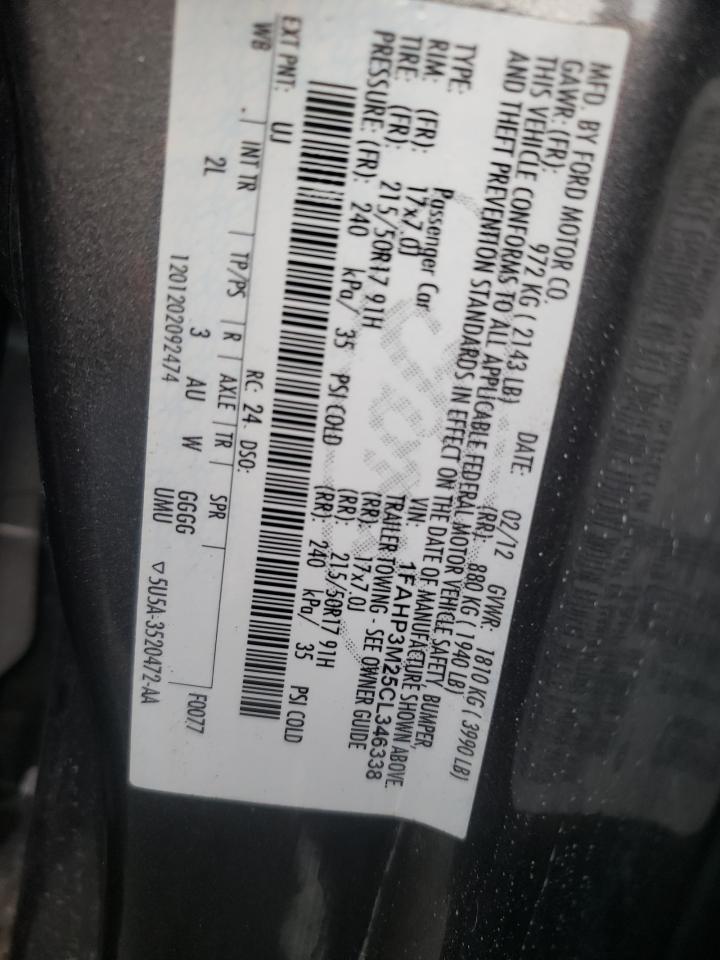 MFD. BY FORD MOTOR CO.
DATE: 02/12 GVWR: 1810 KG ( 3990 LB)
GAWR: (FR): 972 KG ( 2143 LB) (RR): 880 KG ( 1940 LB)
THIS VEHICLE CONFORMS TO ALL APPLICABLE FEDERAL MOTOR VEHICLE SAFETY, BUMPER,
AND THEFT PREVENTION STANDARDS IN EFFECT ON THE DATE OF MANUFACTURE SHOWN ABOVE.
VIN: 1FAHP3M25CL346338
TYPE: Passenger Car TRAILER TOWING - SEE OWNER GUIDE
RIM: (FR): 17x7.0J (RR): 17x7.0J
TIRE: (FR): 215/50R17 91H (RR): 215/50R17 91H
PRESSURE: (FR): 240 kPa/ 35 PSI COLD (RR): 240 kPa/ 35 PSI COLD
EXT PNT: UJ RC: 24 DSO: F0077
WB . | INT TR | TP/PS | R | AXLE | TR | SPR |
2L 3 AU W GGGG
UMU
1201202092474 ▽5U5A-3520472-AA